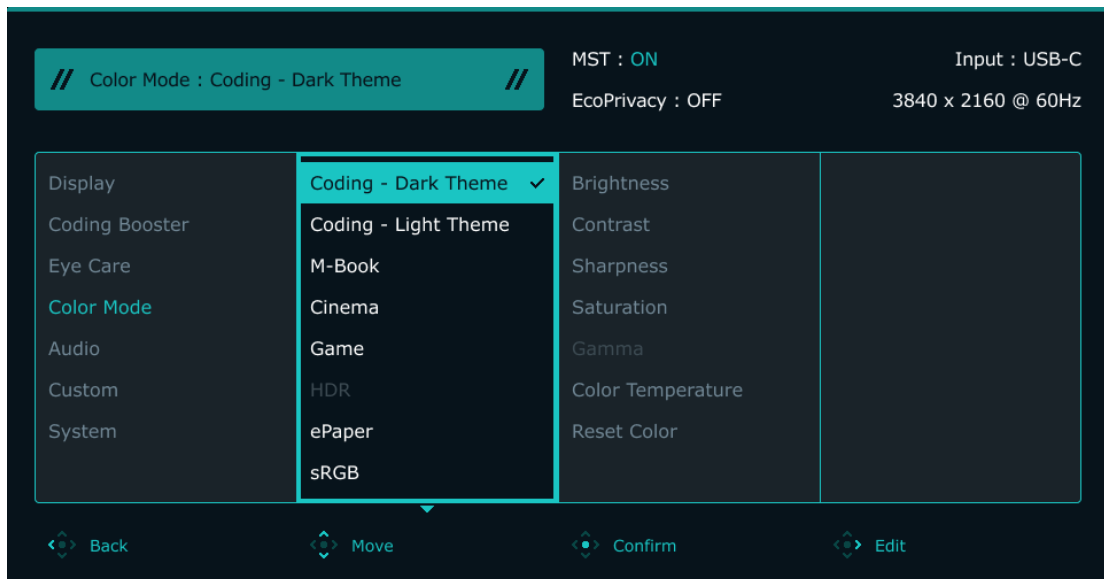 Color Mode : Coding - Dark Theme
MST : ON
Input : USB-C
EcoPrivacy : OFF
3840 x 2160 @ 60Hz
Display
Coding Booster
Eye Care
Color Mode
Audio
Custom
System
Coding - Dark Theme
Coding - Light Theme
M-Book
Cinema
Game
HDR
ePaper
sRGB
Brightness
Contrast
Sharpness
Saturation
Gamma
Color Temperature
Reset Color
Back
Move
Confirm
Edit